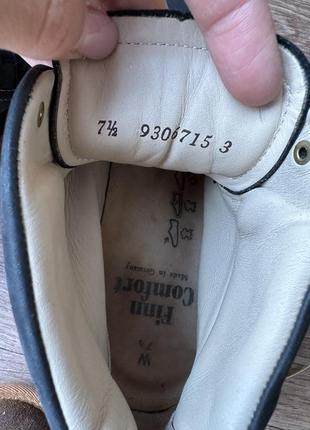 7½ 9306715 3
Finn
Comfort
Made in Germany
W
7½